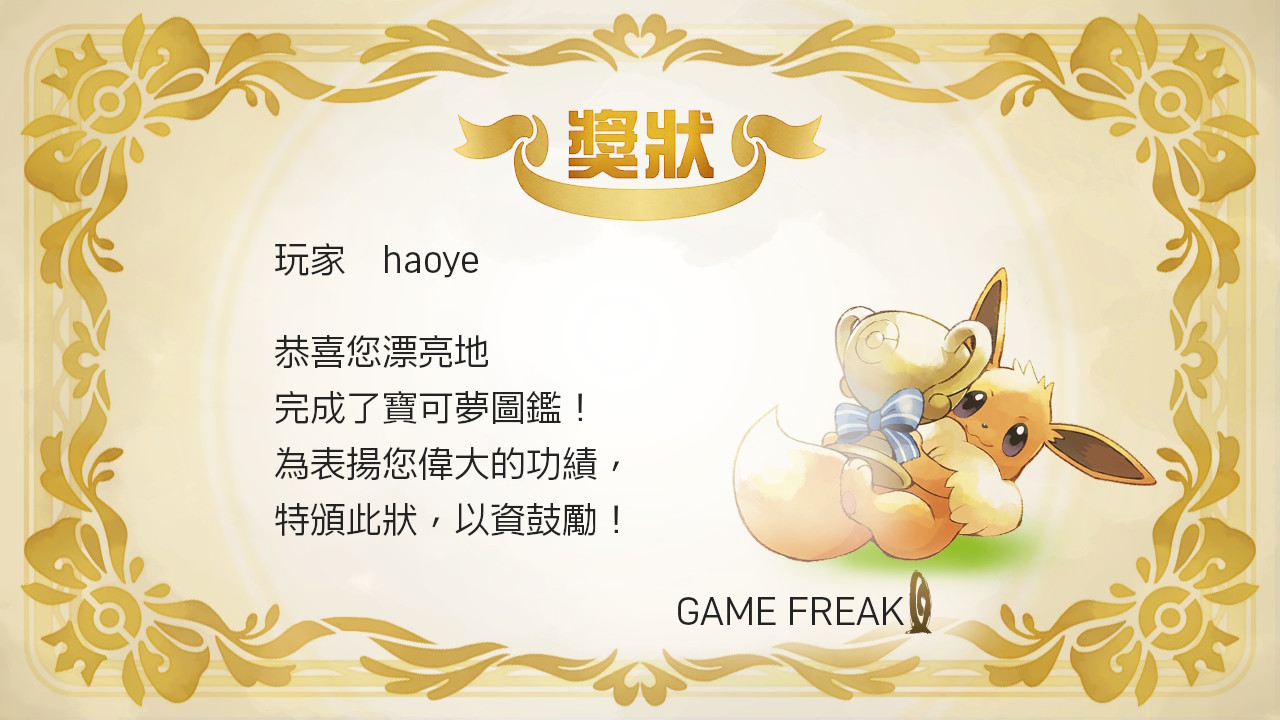 獎狀
玩家　haoye
恭喜您漂亮地
完成了寶可夢圖鑑！
為表揚您偉大的功績，
特頒此狀，以資鼓勵！
GAME FREAK